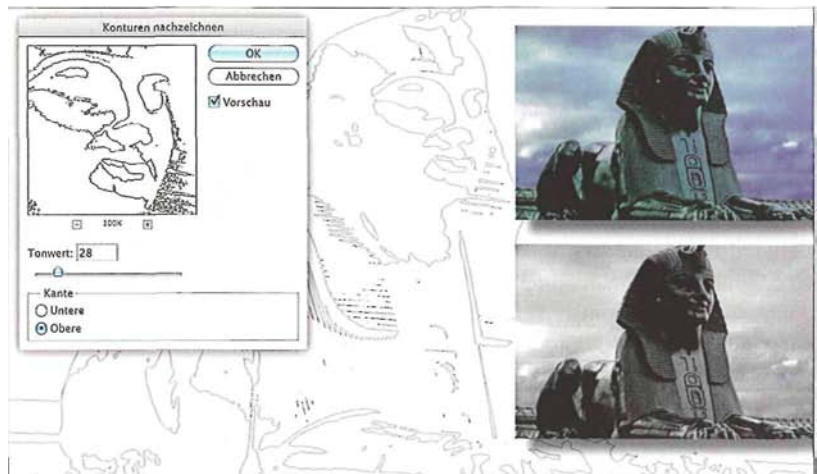 Konturen nachzeichnen
OK
Abbrechen
Vorschau
100%
Tonwert: 28
Kante
Untere
Obere